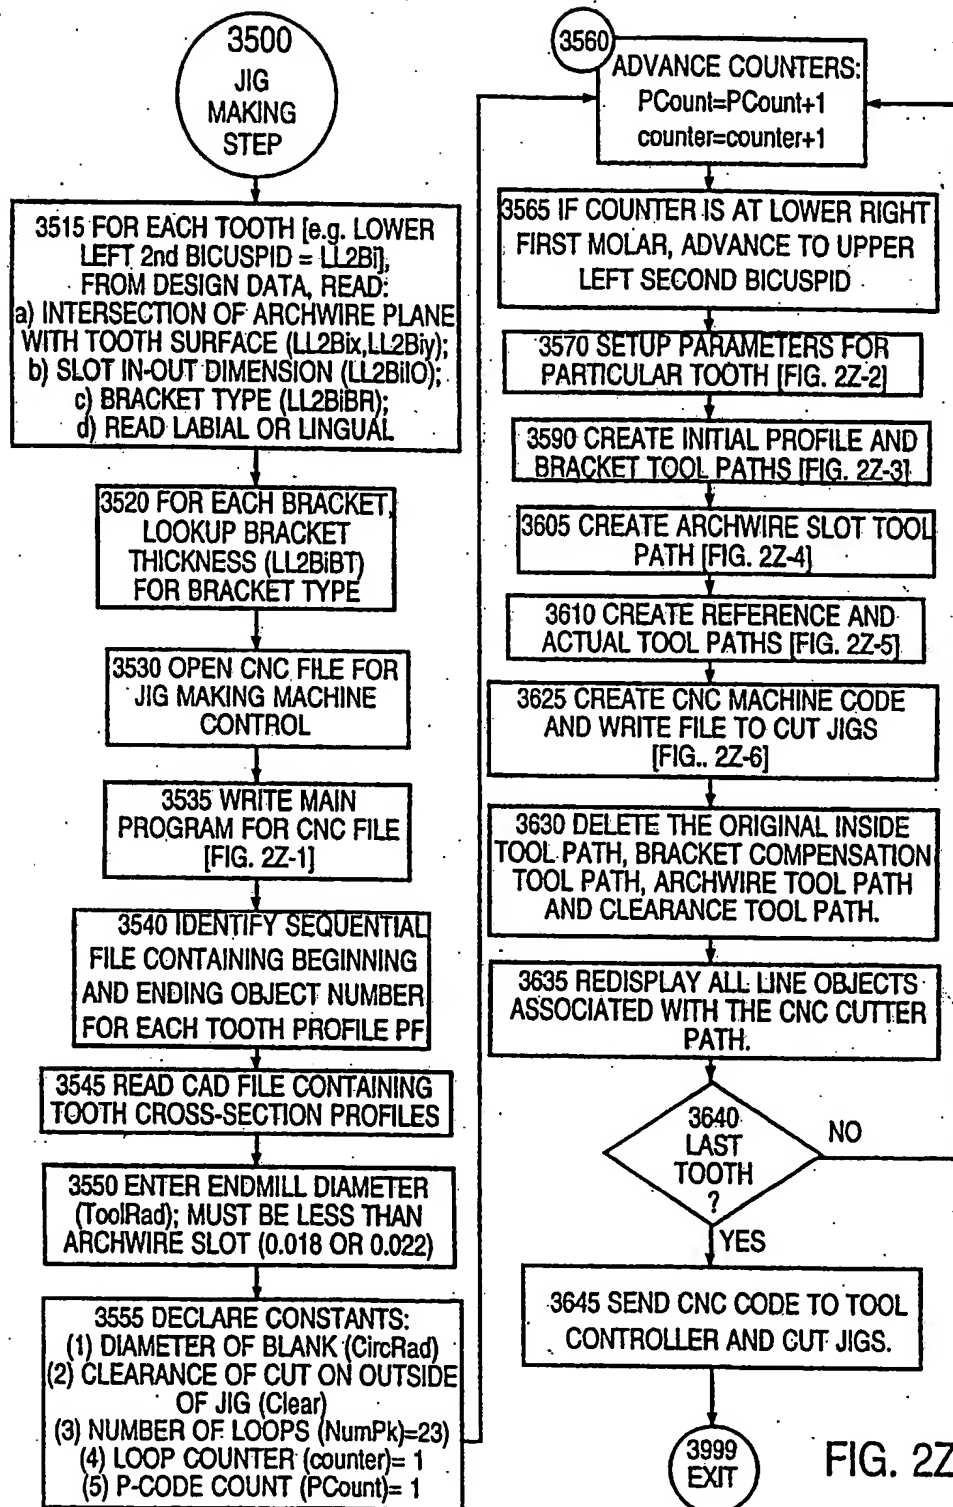 3500
JIG
MAKING
STEP
3515 FOR EACH TOOTH [e.g. LOWER
LEFT 2nd BICUSPID = LL2Bi],
FROM DESIGN DATA, READ:
a) INTERSECTION OF ARCHWIRE PLANE
WITH TOOTH SURFACE (LL2Bix,LL2Biy);
b) SLOT IN-OUT DIMENSION (LL2BiIO);
c) BRACKET TYPE (LL2BiBR);
d) READ LABIAL OR LINGUAL
3520 FOR EACH BRACKET,
LOOKUP BRACKET
THICKNESS (LL2BiBT)
FOR BRACKET TYPE
3530 OPEN CNC FILE FOR
JIG MAKING MACHINE
CONTROL
3535 WRITE MAIN
PROGRAM FOR CNC FILE
[FIG. 2Z-1]
3540 IDENTIFY SEQUENTIAL
FILE CONTAINING BEGINNING
AND ENDING OBJECT NUMBER
FOR EACH TOOTH PROFILE PF
3545 READ CAD FILE CONTAINING
TOOTH CROSS-SECTION PROFILES
3550 ENTER ENDMILL DIAMETER
(ToolRad); MUST BE LESS THAN
ARCHWIRE SLOT (0.018 OR 0.022)
3555 DECLARE CONSTANTS:
(1) DIAMETER OF BLANK (CircRad)
(2) CLEARANCE OF CUT ON OUTSIDE
OF JIG (Clear)
(3) NUMBER OF LOOPS (NumPk)=23)
(4) LOOP COUNTER (counter)= 1
(5) P-CODE COUNT (PCount)= 1
3560
ADVANCE COUNTERS:
PCount=PCount+1
counter=counter+1
3565 IF COUNTER IS AT LOWER RIGHT
FIRST MOLAR, ADVANCE TO UPPER
LEFT SECOND BICUSPID
3570 SETUP PARAMETERS FOR
PARTICULAR TOOTH [FIG. 2Z-2]
3590 CREATE INITIAL PROFILE AND
BRACKET TOOL PATHS [FIG. 2Z-3]
3605 CREATE ARCHWIRE SLOT TOOL
PATH [FIG. 2Z-4]
3610 CREATE REFERENCE AND
ACTUAL TOOL PATHS [FIG. 2Z-5]
3625 CREATE CNC MACHINE CODE
AND WRITE FILE TO CUT JIGS
[FIG.. 2Z-6]
3630 DELETE THE ORIGINAL INSIDE
TOOL PATH, BRACKET COMPENSATION
TOOL PATH, ARCHWIRE TOOL PATH
AND CLEARANCE TOOL PATH.
3635 REDISPLAY ALL LINE OBJECTS
ASSOCIATED WITH THE CNC CUTTER
PATH.
3640
LAST
TOOTH
?
NO
YES
3645 SEND CNC CODE TO TOOL
CONTROLLER AND CUT JIGS.
3999
EXIT
FIG. 2Z